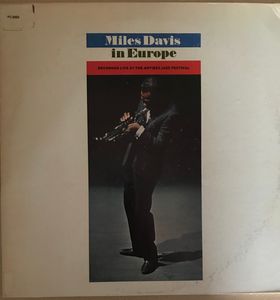 Miles Davis
in Europe
RECORDED LIVE AT THE ANTIBES JAZZ FESTIVAL